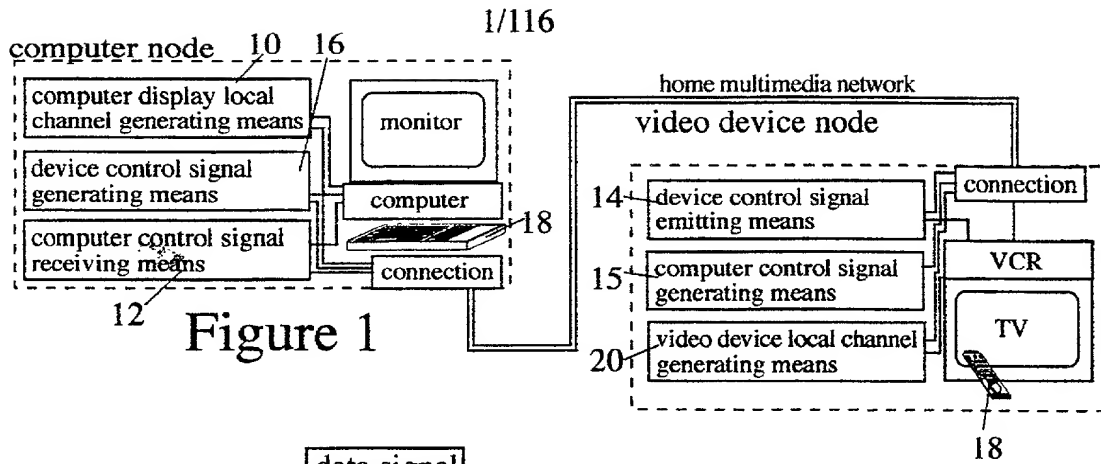 1/116
computer node
10
16
computer display local
channel generating means
device control signal
generating means
computer control signal
receiving means
12
monitor
computer
18
connection
Figure 1
home multimedia network
video device node
connection
14
device control signal
emitting means
15
computer control signal
generating means
20
video device local channel
generating means
VCR
TV
18
data signal